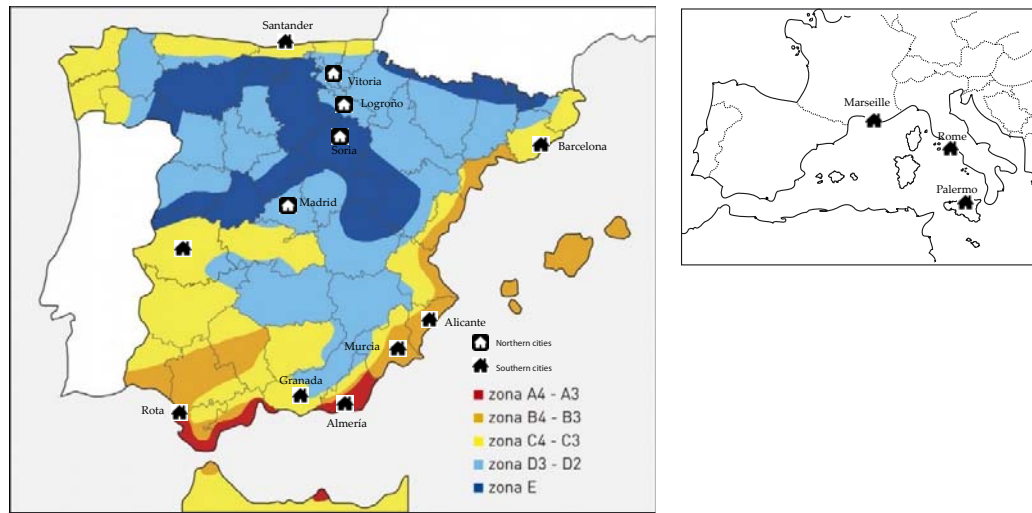 Santander
Vitoria
Logroño
Soria
Barcelona
Madrid
Alicante
Murcia
Granada
Rota
Almería
Northern cities
Southern cities
zona A4 - A3
zona B4 - B3
zona C4 - C3
zona D3 - D2
zona E
Marseille
Rome
Palermo